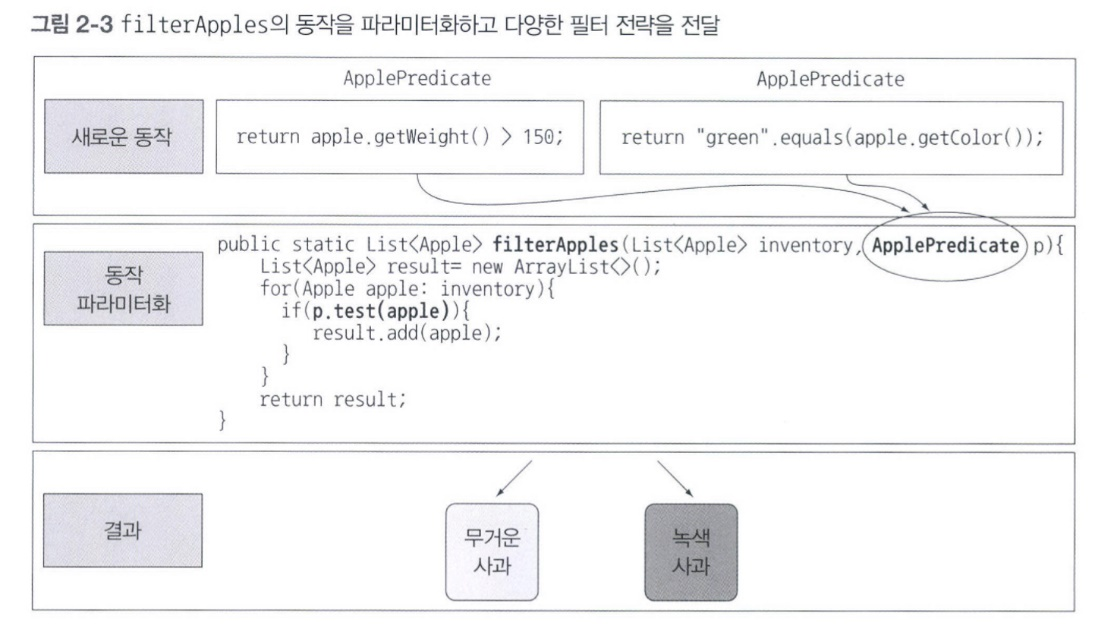 그림 2-3 filterApples의 동작을 파라미터화하고 다양한 필터 전략을 전달
ApplePredicate ApplePredicate
새로운 동작
return apple.getWeight() > 150;
return "green".equals(apple.getColor());
동작
파라미터화
public static List<Apple> filterApples(List<Apple> inventory, ApplePredicate p){
List<Apple> result= new ArrayList<>();
for(Apple apple: inventory){
if(p.test(apple)){
result.add(apple);
}
}
return result;
}
결과
무거운
사과
녹색
사과